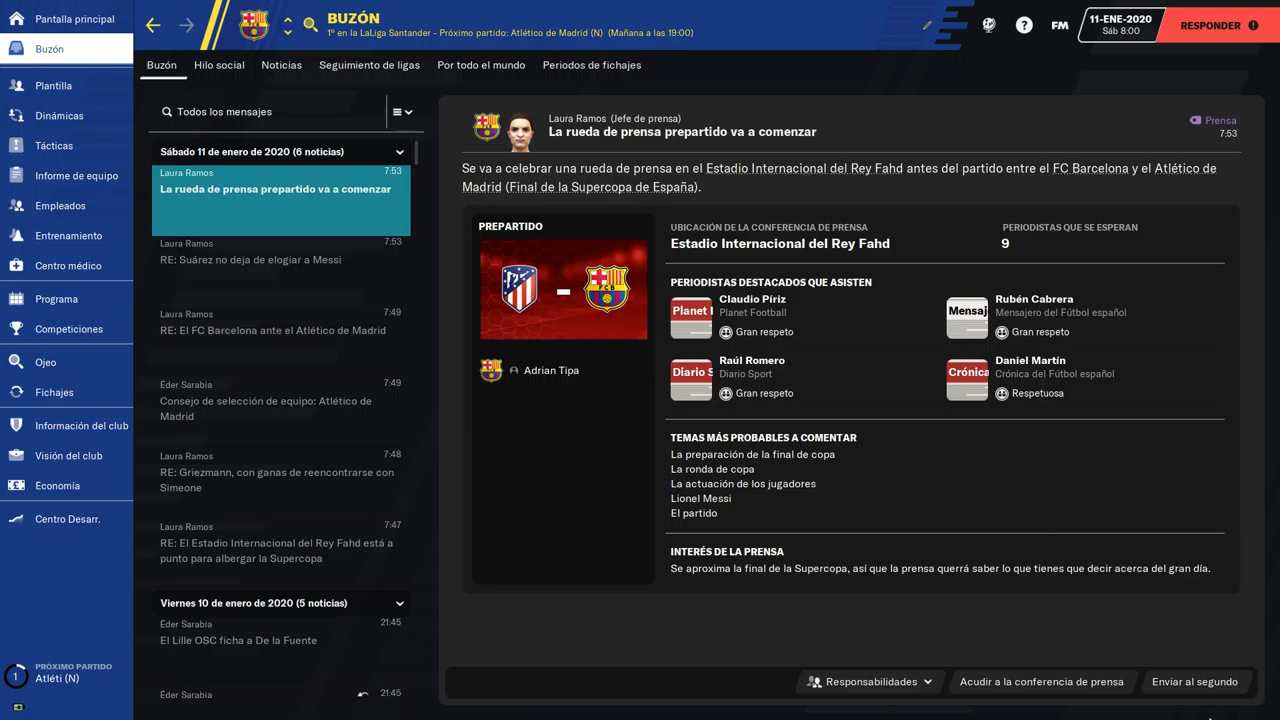 Pantalla principal
Buzón
Plantilla
Dinámicas
Tácticas
Informe de equipo
Empleados
Entrenamiento
Centro médico
Programa
Competiciones
Ojeo
Fichajes
Información del club
Visión del club
Economía
Centro Desarr.
PRÓXIMO PARTIDO
Atléti (N)
1
BUZÓN
1º en la LaLiga Santander - Próximo partido: Atlético de Madrid (N) (Mañana a las 19:00)
FM
11-ENE-2020
Sáb 8:00
RESPONDER
Buzón
Hilo social
Noticias
Seguimiento de ligas
Por todo el mundo
Periodos de fichajes
Todos los mensajes
Sábado 11 de enero de 2020 (6 noticias)
Laura Ramos 7:53
La rueda de prensa prepartido va a comenzar
Laura Ramos 7:53
RE: Suárez no deja de elogiar a Messi
Laura Ramos 7:49
RE: El FC Barcelona ante el Atlético de Madrid
Éder Sarabia 7:49
Consejo de selección de equipo: Atlético de
Madrid
Laura Ramos 7:48
RE: Griezmann, con ganas de reencontrarse con
Simeone
Laura Ramos 7:47
RE: El Estadio Internacional del Rey Fahd está a
punto para albergar la Supercopa
Viernes 10 de enero de 2020 (5 noticias)
Éder Sarabia 21:45
El Lille OSC ficha a De la Fuente
Éder Sarabia 21:45
Laura Ramos (Jefe de prensa)
La rueda de prensa prepartido va a comenzar
Prensa
7:53
Se va a celebrar una rueda de prensa en el Estadio Internacional del Rey Fahd antes del partido entre el FC Barcelona y el Atlético de
Madrid (Final de la Supercopa de España).
PREPARTIDO
Adrian Tipa
UBICACIÓN DE LA CONFERENCIA DE PRENSA
Estadio Internacional del Rey Fahd
PERIODISTAS QUE SE ESPERAN
9
PERIODISTAS DESTACADOS QUE ASISTEN
Planet
Claudio Píriz
Planet Football
Gran respeto
Mensaj
Rubén Cabrera
Mensajero del Fútbol español
Gran respeto
Diario S
Raúl Romero
Diario Sport
Gran respeto
Crónica
Daniel Martín
Crónica del Fútbol español
Respetuosa
TEMAS MÁS PROBABLES A COMENTAR
La preparación de la final de copa
La ronda de copa
La actuación de los jugadores
Lionel Messi
El partido
INTERÉS DE LA PRENSA
Se aproxima la final de la Supercopa, así que la prensa querrá saber lo que tienes que decir acerca del gran día.
Responsabilidades
Acudir a la conferencia de prensa
Enviar al segundo